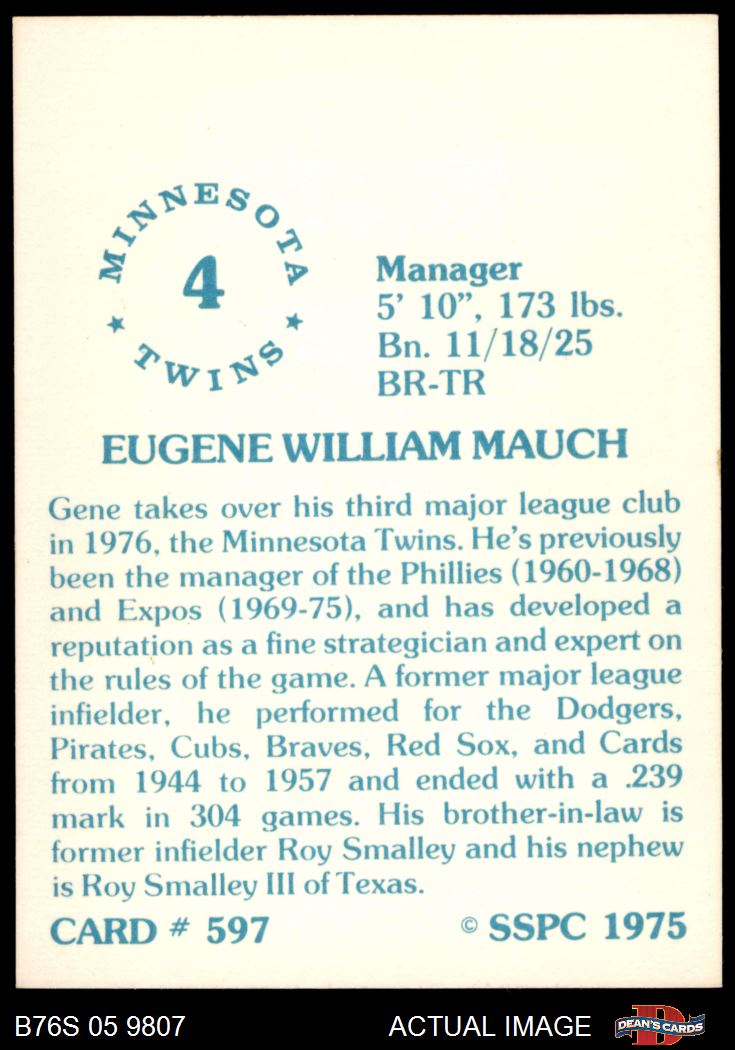 MINNESOTA
4
★ TWINS ★
Manager
5' 10”, 173 lbs.
Bn. 11/18/25
BR-TR
EUGENE WILLIAM MAUCH
Gene takes over his third major league club
in 1976, the Minnesota Twins. He's previously
been the manager of the Phillies (1960-1968)
and Expos (1969-75), and has developed a
reputation as a fine strategician and expert on
the rules of the game. A former major league
infielder, he performed for the Dodgers,
Pirates, Cubs, Braves, Red Sox, and Cards
from 1944 to 1957 and ended with a .239
mark in 304 games. His brother-in-law is
former infielder Roy Smalley and his nephew
is Roy Smalley III of Texas.
CARD # 597 © SSPC 1975
B76S 05 9807 ACTUAL IMAGE D DEAN'S CARDS